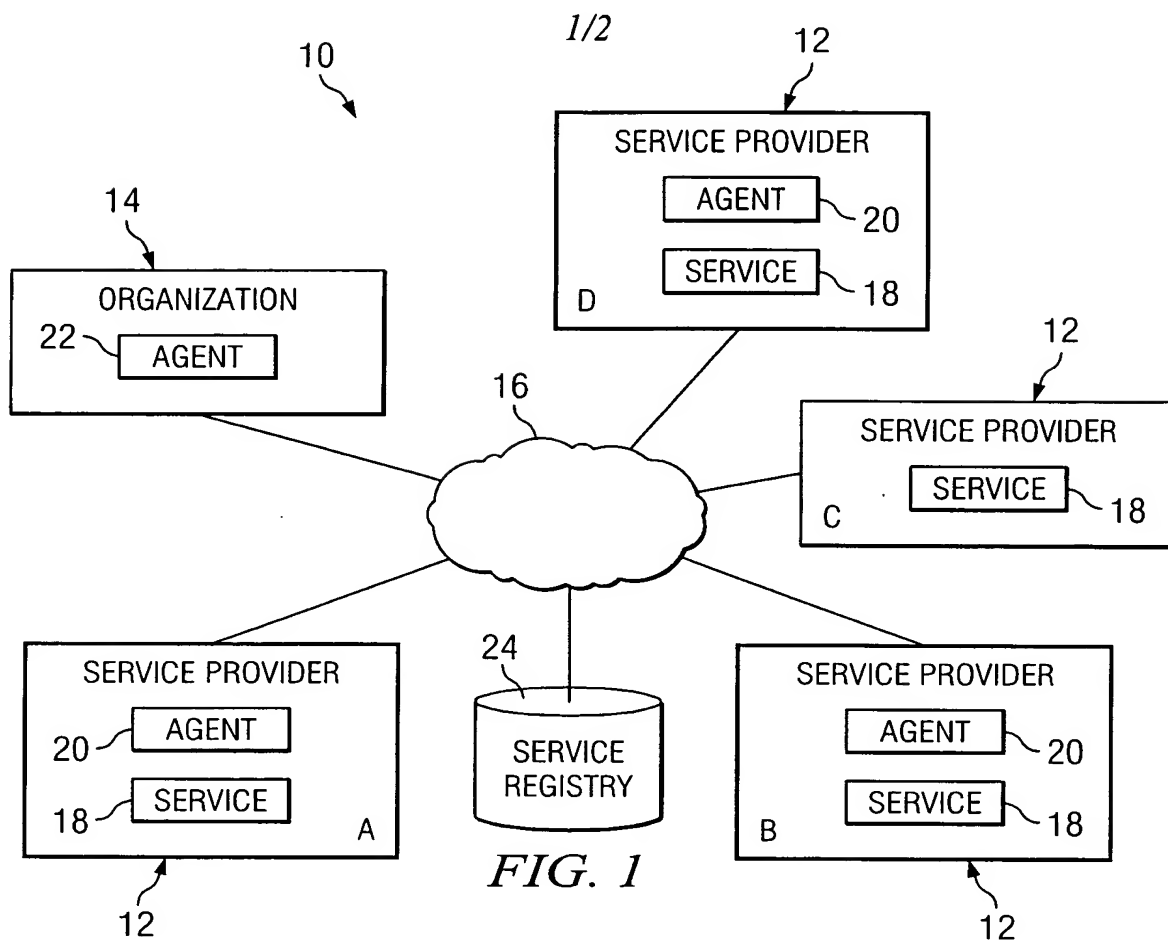 1/2
10
12
SERVICE PROVIDER
AGENT
20
SERVICE
18
D
14
ORGANIZATION
22
AGENT
12
SERVICE PROVIDER
SERVICE
18
C
16
SERVICE PROVIDER
AGENT
20
SERVICE
18
A
12
24
SERVICE
REGISTRY
SERVICE PROVIDER
AGENT
20
SERVICE
18
B
12
FIG. 1